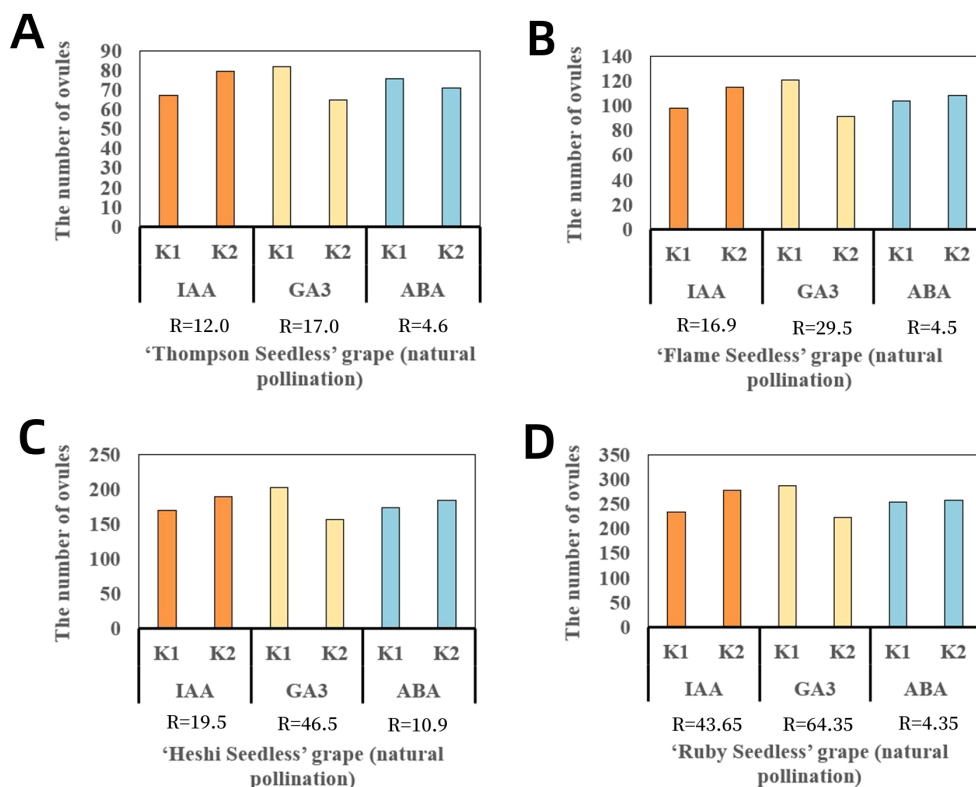 A
The number of ovules
90
80
70
60
50
40
30
20
10
0
K1 K2 K1 K2 K1 K2
IAA GA3 ABA
R=12.0 R=17.0 R=4.6
‘Thompson Seedless’ grape (natural
pollination)
B
The number of ovules
140
120
100
80
60
40
20
0
K1 K2 K1 K2 K1 K2
IAA GA3 ABA
R=16.9 R=29.5 R=4.5
‘Flame Seedless’ grape (natural
pollination)
C
The number of ovules
250
200
150
100
50
0
K1 K2 K1 K2 K1 K2
IAA GA3 ABA
R=19.5 R=46.5 R=10.9
‘Heshi Seedless’ grape (natural
pollination)
D
The number of ovules
350
300
250
200
150
100
50
0
K1 K2 K1 K2 K1 K2
IAA GA3 ABA
R=43.65 R=64.35 R=4.35
‘Ruby Seedless’ grape (natural
pollination)